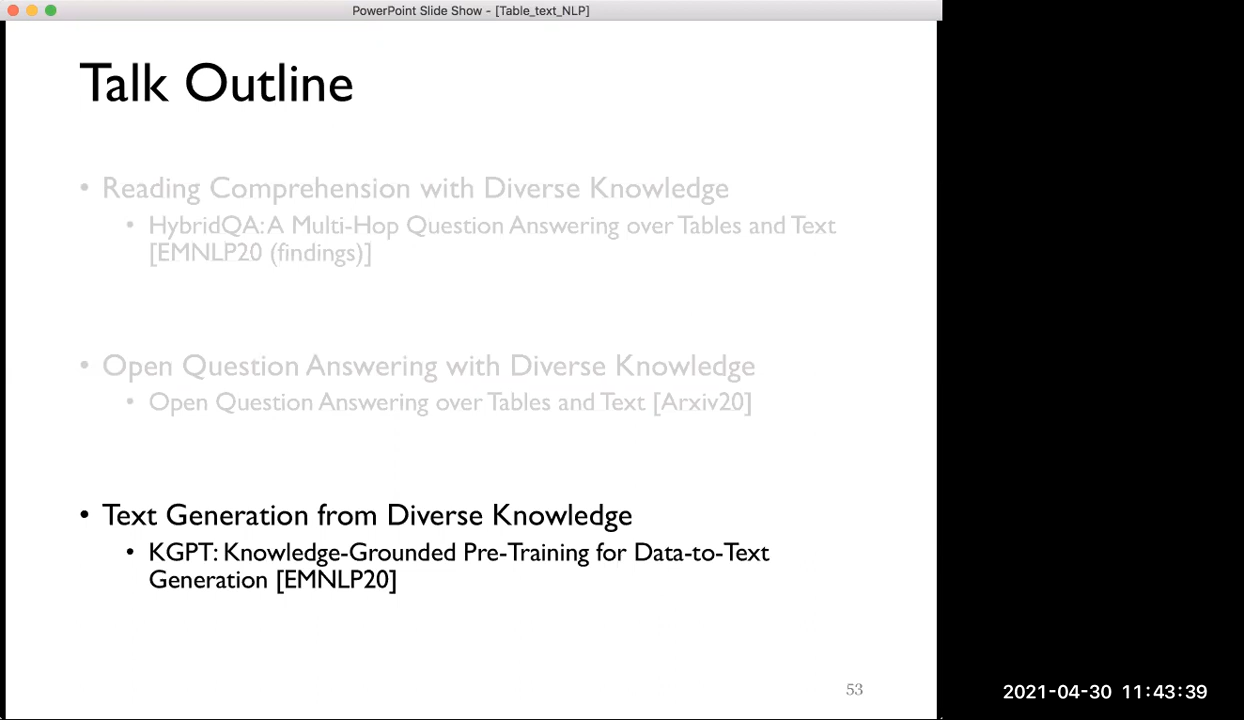 PowerPoint Slide Show - [Table_text_NLP]
Talk Outline
• Reading Comprehension with Diverse Knowledge
• HybridQA: A Multi-Hop Question Answering over Tables and Text
[EMNLP20 (findings)]
• Open Question Answering with Diverse Knowledge
• Open Question Answering over Tables and Text [Arxiv20]
• Text Generation from Diverse Knowledge
• KGPT: Knowledge-Grounded Pre-Training for Data-to-Text
Generation [EMNLP20]
53
2021-04-30 11:43:39